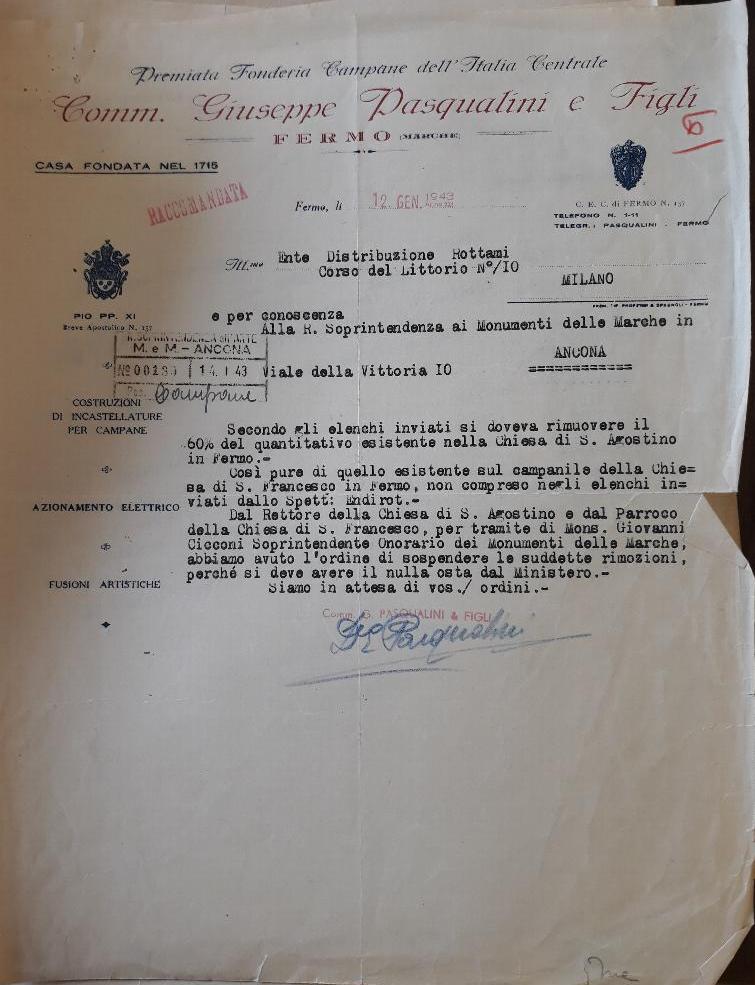 Premiata Fonderia Campane dell'Italia Centrale
Comm. Giuseppe Pasqualini e Figli
FERMO (MARCHE)
CASA FONDATA NEL 1715
RACCOMANDATA
Fermo, li 12 GEN. 1943
C. E. C. di FERMO N. 157
TELEFONO N. 1-11
TELEGR.: PASQUALINI - FERMO
Ill.mo Ente Distribuzione Rottami
Corso del Littorio N°/10
MILANO
PIO PP. XI
Breve Apostolico N. 157
e per conoscenza
Alla R. Soprintendenza ai Monumenti delle Marche in
ANCONA
M. e M. - ANCONA
14 1 43
Campane
Viale della Vittoria 10
COSTRUZIONI
DI INCASTELLATURE
PER CAMPANE
AZIONAMENTO ELETTRICO
FUSIONI ARTISTICHE
Secondo gli elenchi inviati si doveva rimuovere il
60% del quantitativo esistente nella Chiesa di S. Agostino
in Fermo.-
Così pure di quello esistente sul campanile della Chie=
sa di S. Francesco in Fermo, non compreso negli elenchi in=
viati dallo Spett: Endirot.-
Dal Rettore della Chiesa di S. Agostino e dal Parroco
della Chiesa di S. Francesco, per tramite di Mons. Giovanni
Cicconi Soprintendente Onorario dei Monumenti delle Marche,
abbiamo avuto l'ordine di sospendere le suddette rimozioni,
perché si deve avere il nulla osta dal Ministero.-
Siamo in attesa di vos./ ordini.-
Comm. G. PASQUALINI & FIGLI
Pasqualini